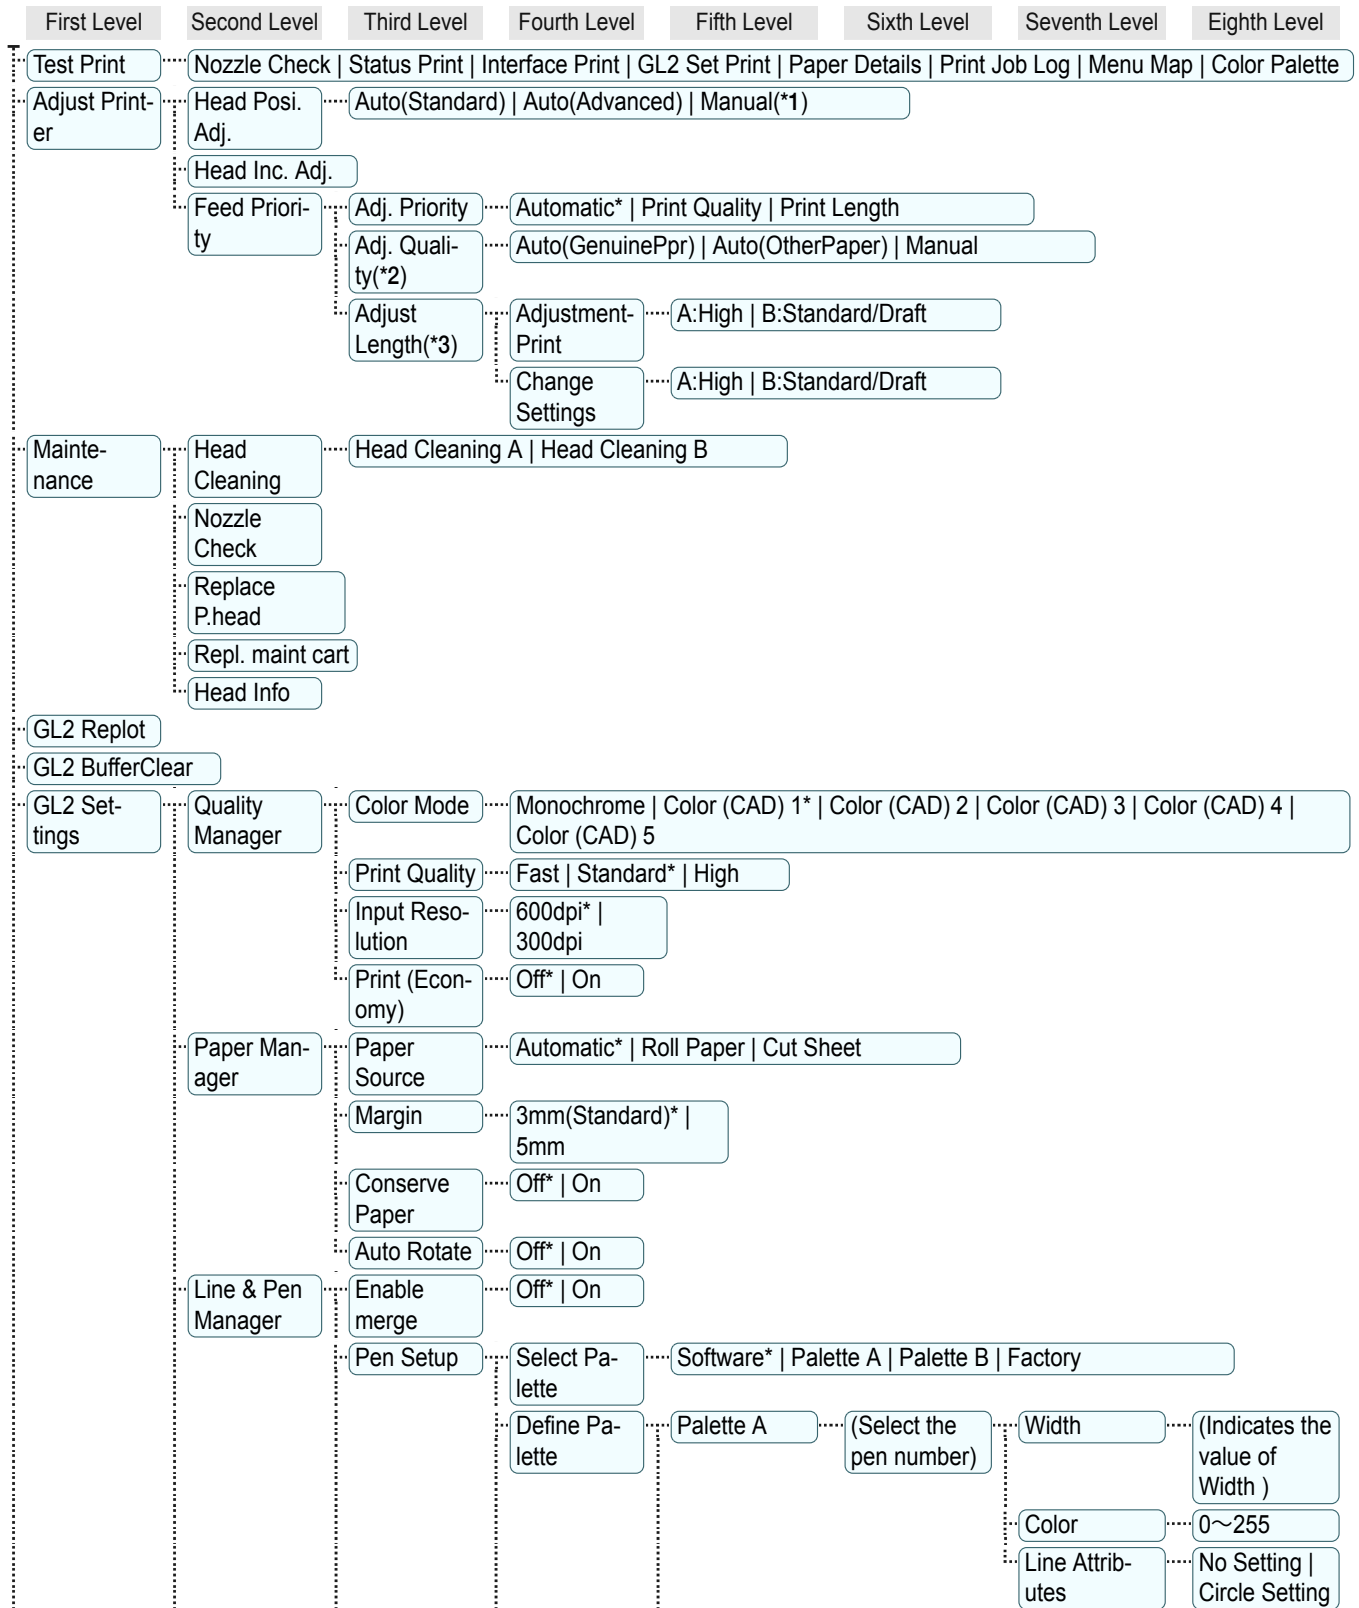 First Level Second Level Third Level Fourth Level Fifth Level Sixth Level Seventh Level Eighth Level
Test Print Nozzle Check | Status Print | Interface Print | GL2 Set Print | Paper Details | Print Job Log | Menu Map | Color Palette
Adjust Print- Head Posi. Auto(Standard) | Auto(Advanced) | Manual(*1)
er Adj.
Head Inc. Adj.
Feed Priori- Adj. Priority Automatic* | Print Quality | Print Length
ty Adj. Quali- Auto(GenuinePpr) | Auto(OtherPaper) | Manual
ty(*2)
Adjust Adjustment- A:High | B:Standard/Draft
Length(*3) Print
Change A:High | B:Standard/Draft
Settings
Mainte- Head Head Cleaning A | Head Cleaning B
nance Cleaning
Nozzle
Check
Replace
P.head
Repl. maint cart
Head Info
GL2 Replot
GL2 BufferClear
GL2 Set- Quality Color Mode Monochrome | Color (CAD) 1* | Color (CAD) 2 | Color (CAD) 3 | Color (CAD) 4 |
tings Manager Color (CAD) 5
Print Quality Fast | Standard* | High
Input Reso- 600dpi* |
lution 300dpi
Print (Econ- Off* | On
omy)
Paper Man- Paper Automatic* | Roll Paper | Cut Sheet
ager Source
Margin 3mm(Standard)* |
5mm
Conserve Off* | On
Paper
Auto Rotate Off* | On
Line & Pen Enable Off* | On
Manager merge
Pen Setup Select Pa- Software* | Palette A | Palette B | Factory
lette
Define Pa- Palette A (Select the Width (Indicates the
lette pen number) value of
Width )
Color 0～255
Line Attrib- No Setting |
utes Circle Setting